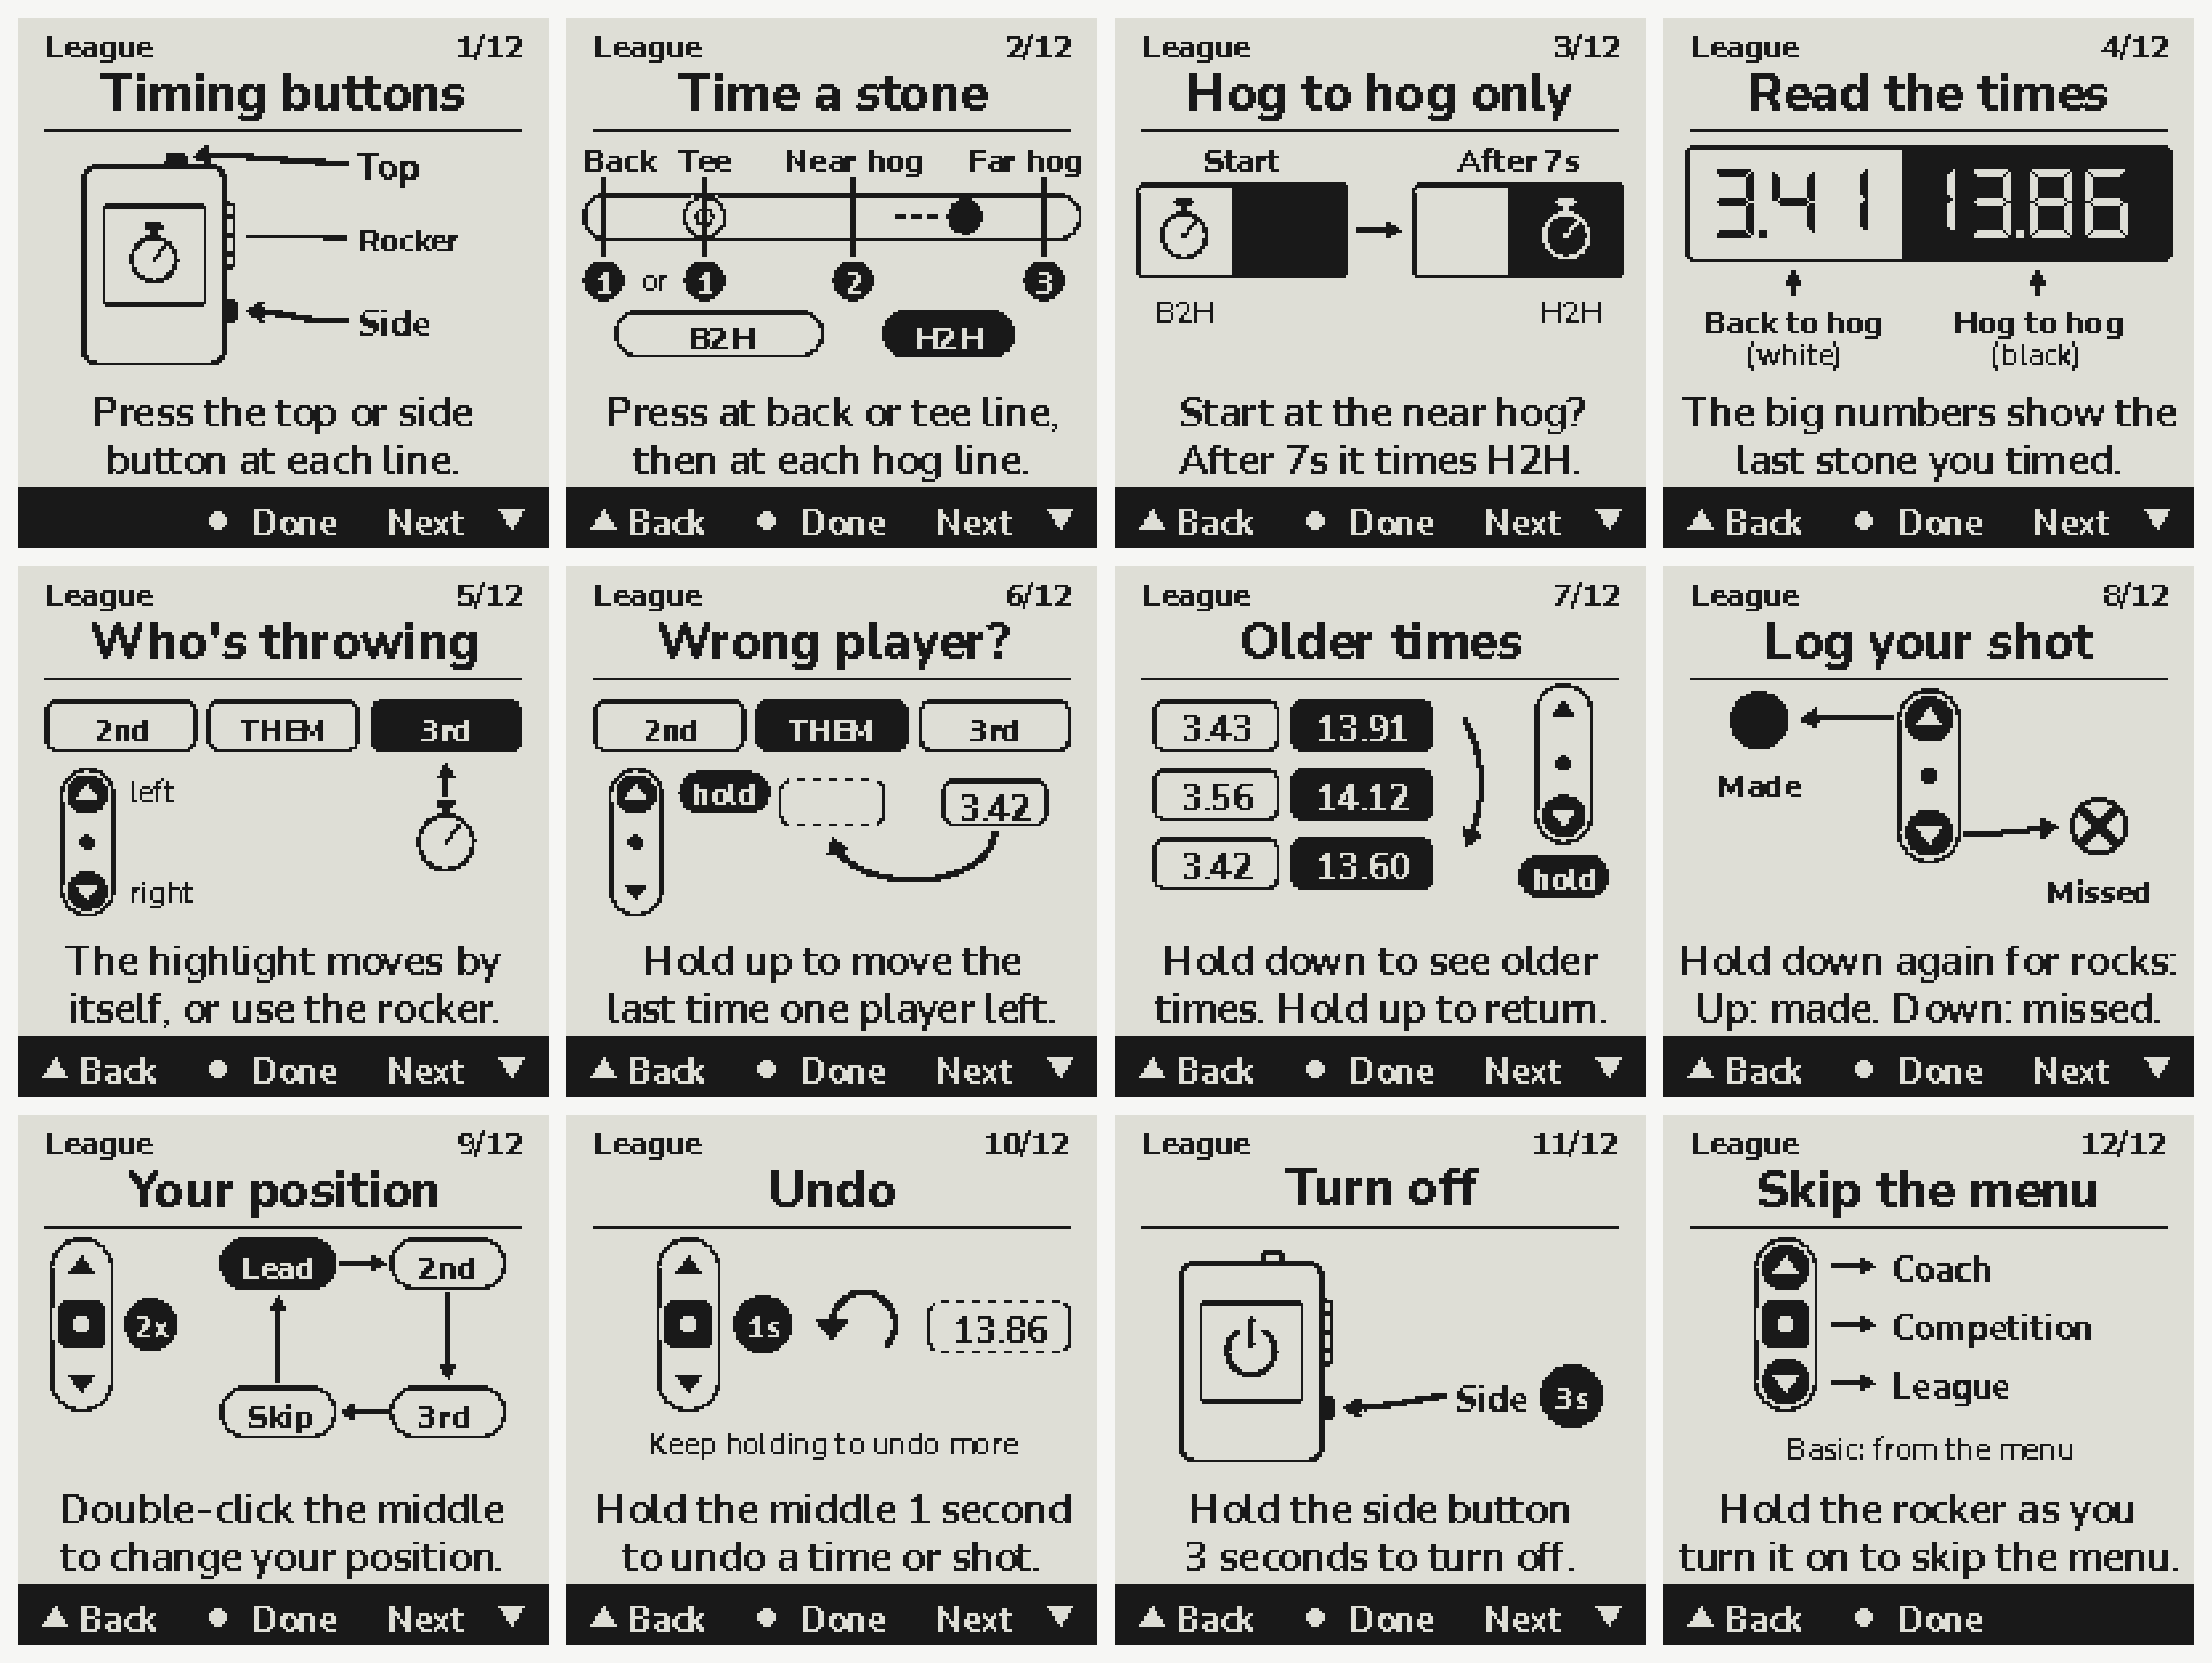 League 1/12
Timing buttons
Top
Rocker
Side
Press the top or side
button at each line.
Done Next
League 2/12
Time a stone
Back Tee Near hog Far hog
1 or 1 2 3
B2H H2H
Press at back or tee line,
then at each hog line.
Back Done Next
League 3/12
Hog to hog only
Start After 7s
B2H H2H
Start at the near hog?
After 7s it times H2H.
Back Done Next
League 4/12
Read the times
3.41 13.86
Back to hog Hog to hog
(white) (black)
The big numbers show the
last stone you timed.
Back Done Next
League 5/12
Who's throwing
2nd THEM 3rd
left
right
The highlight moves by
itself, or use the rocker.
Back Done Next
League 6/12
Wrong player?
2nd THEM 3rd
hold 3.42
Hold up to move the
last time one player left.
Back Done Next
League 7/12
Older times
3.43 13.91
3.56 14.12
3.42 13.60
hold
Hold down to see older
times. Hold up to return.
Back Done Next
League 8/12
Log your shot
Made
Missed
Hold down again for rocks:
Up: made. Down: missed.
Back Done Next
League 9/12
Your position
Lead 2nd
2x
Skip 3rd
Double-click the middle
to change your position.
Back Done Next
League 10/12
Undo
1s 13.86
Keep holding to undo more
Hold the middle 1 second
to undo a time or shot.
Back Done Next
League 11/12
Turn off
Side 3s
Hold the side button
3 seconds to turn off.
Back Done Next
League 12/12
Skip the menu
Coach
Competition
League
Basic: from the menu
Hold the rocker as you
turn it on to skip the menu.
Back Done